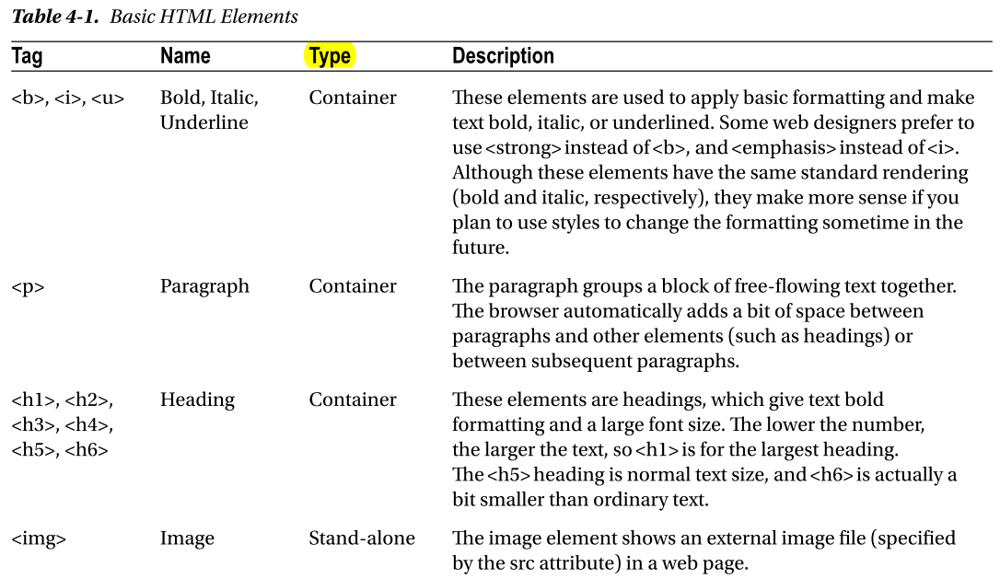 Table 4-1. Basic HTML Elements
Tag Name Type Description
<b>, <i>, <u> Bold, Italic, Container These elements are used to apply basic formatting and make
Underline text bold, italic, or underlined. Some web designers prefer to
use <strong> instead of <b>, and <emphasis> instead of <i>.
Although these elements have the same standard rendering
(bold and italic, respectively), they make more sense if you
plan to use styles to change the formatting sometime in the
future.
<p> Paragraph Container The paragraph groups a block of free-flowing text together.
The browser automatically adds a bit of space between
paragraphs and other elements (such as headings) or
between subsequent paragraphs.
<h1>, <h2>, Heading Container These elements are headings, which give text bold
<h3>, <h4>, formatting and a large font size. The lower the number,
<h5>, <h6> the larger the text, so <h1> is for the largest heading.
The <h5> heading is normal text size, and <h6> is actually a
bit smaller than ordinary text.
<img> Image Stand-alone The image element shows an external image file (specified
by the src attribute) in a web page.